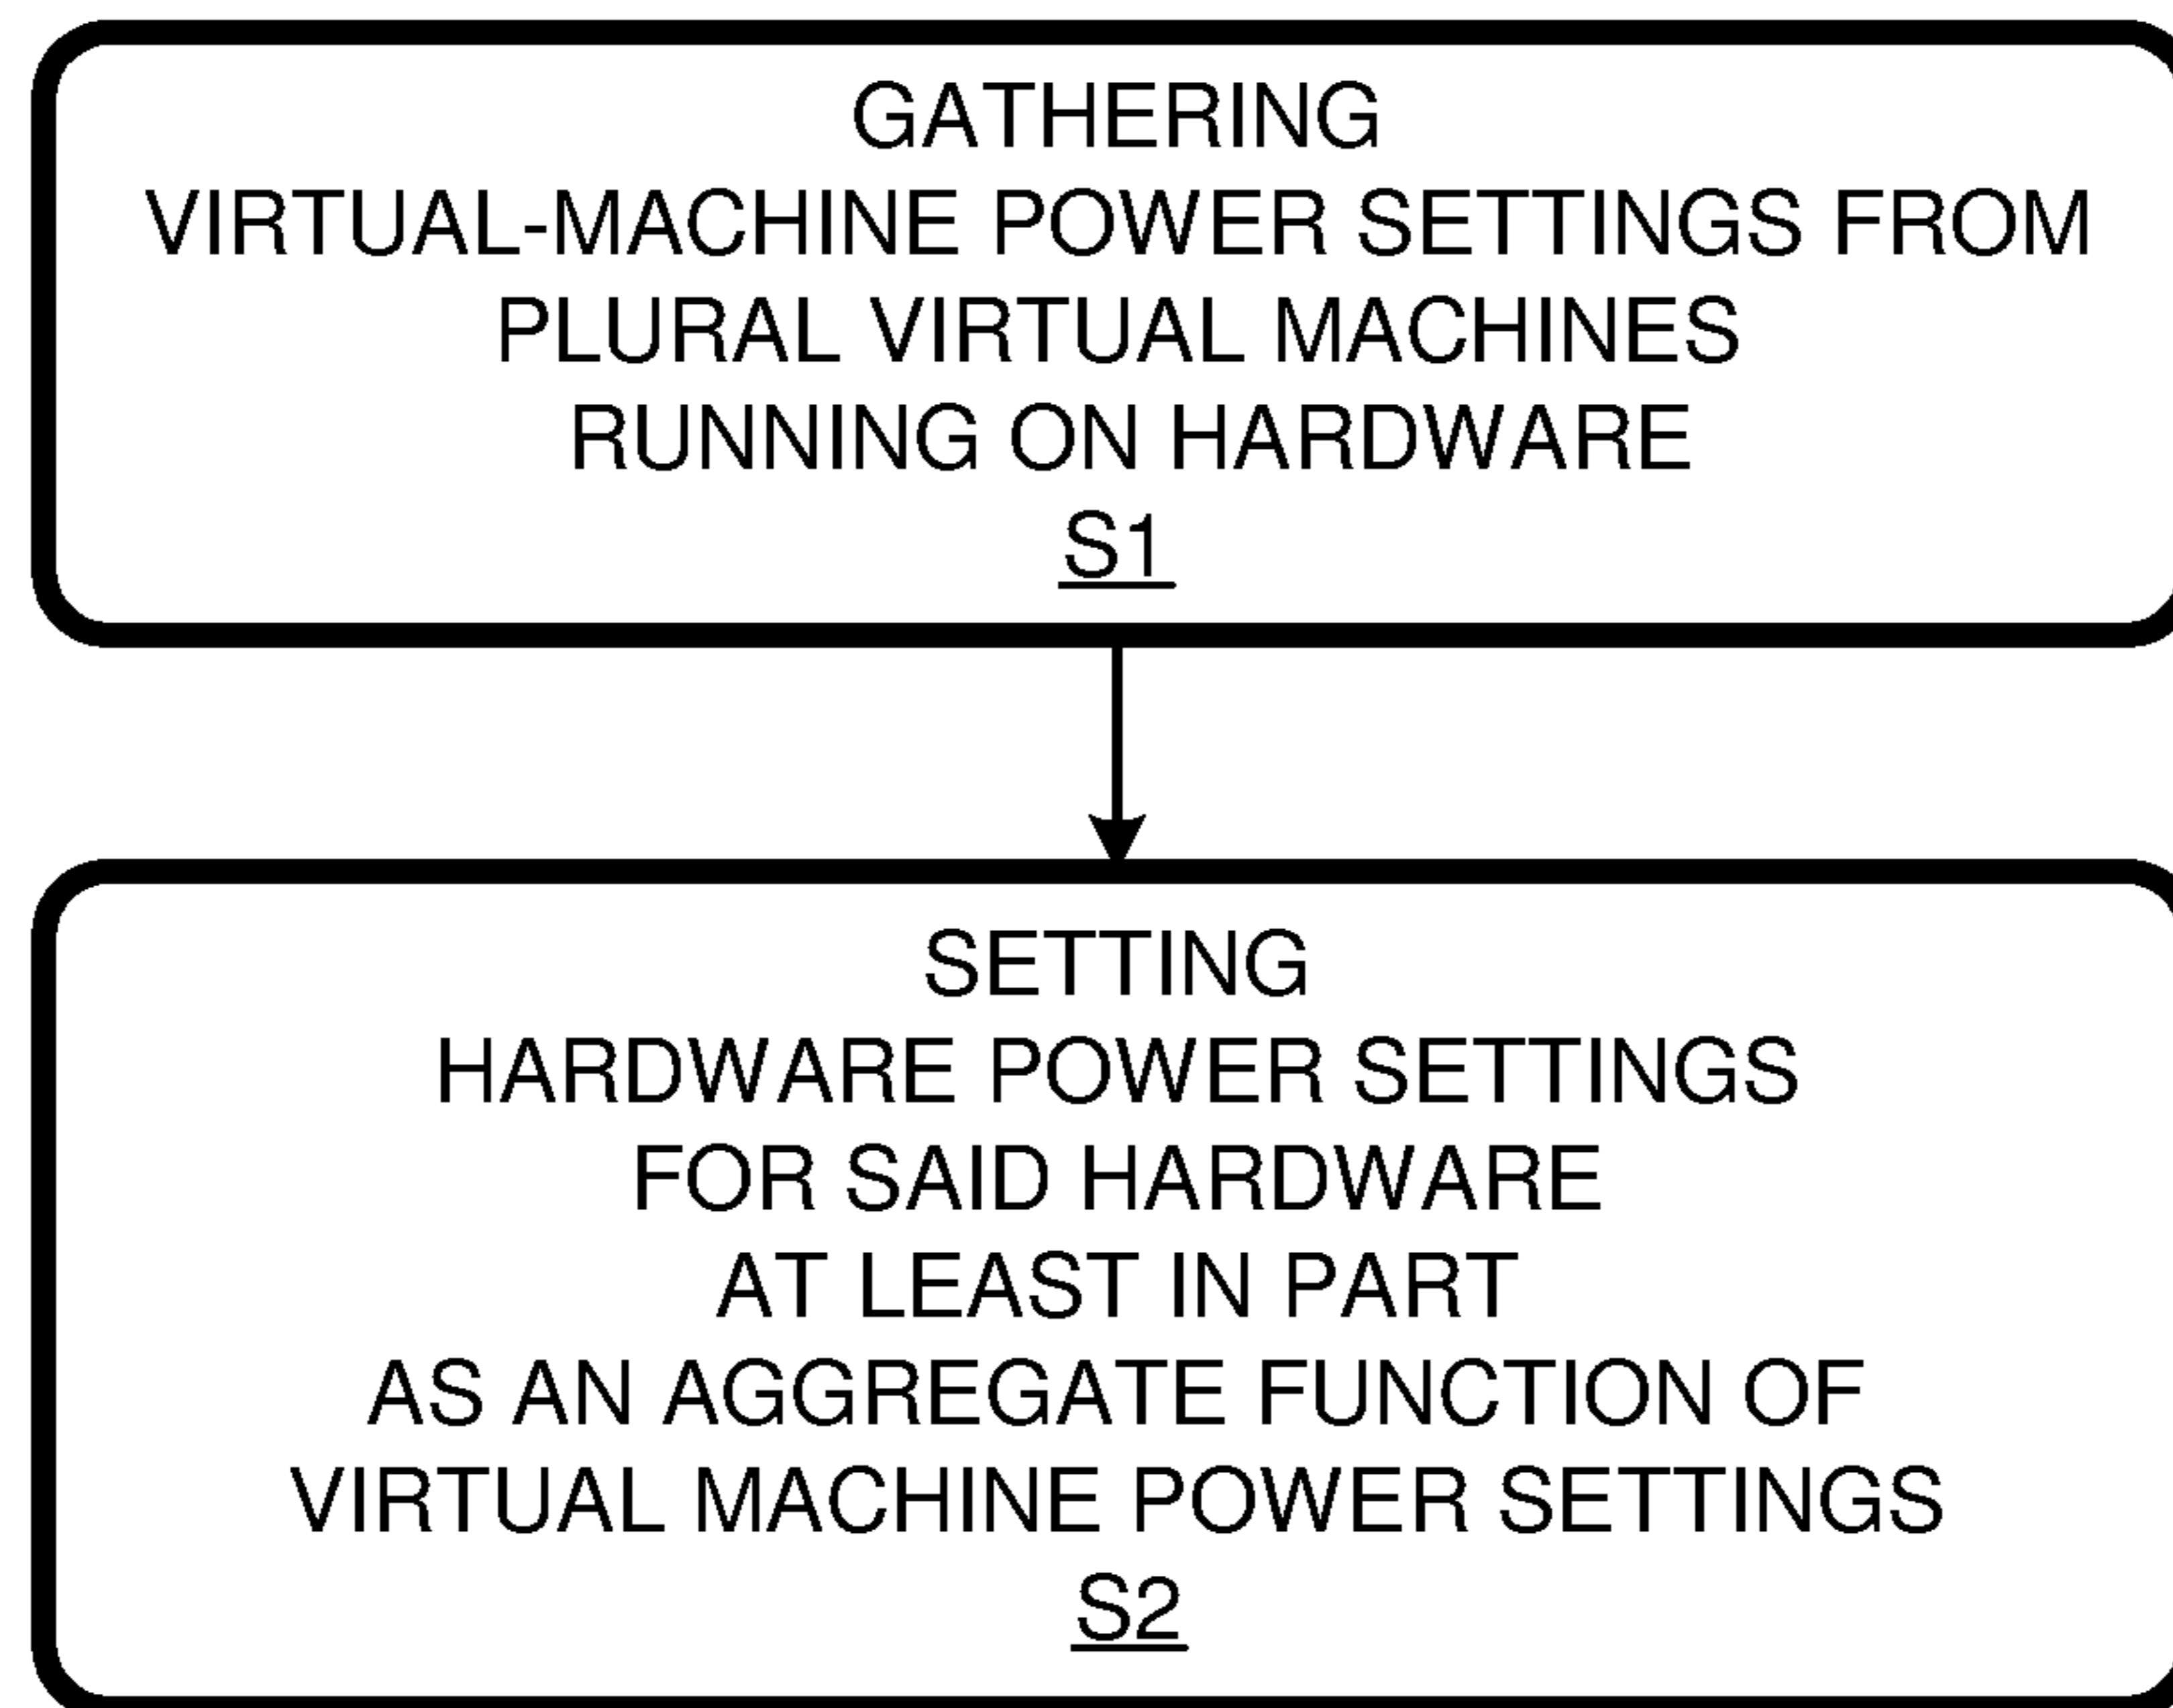 GATHERING
VIRTUAL-MACHINE POWER SETTINGS FROM
PLURAL VIRTUAL MACHINES
RUNNING ON HARDWARE
S1
SETTING
HARDWARE POWER SETTINGS
FOR SAID HARDWARE
AT LEAST IN PART
AS AN AGGREGATE FUNCTION OF
VIRTUAL MACHINE POWER SETTINGS
S2